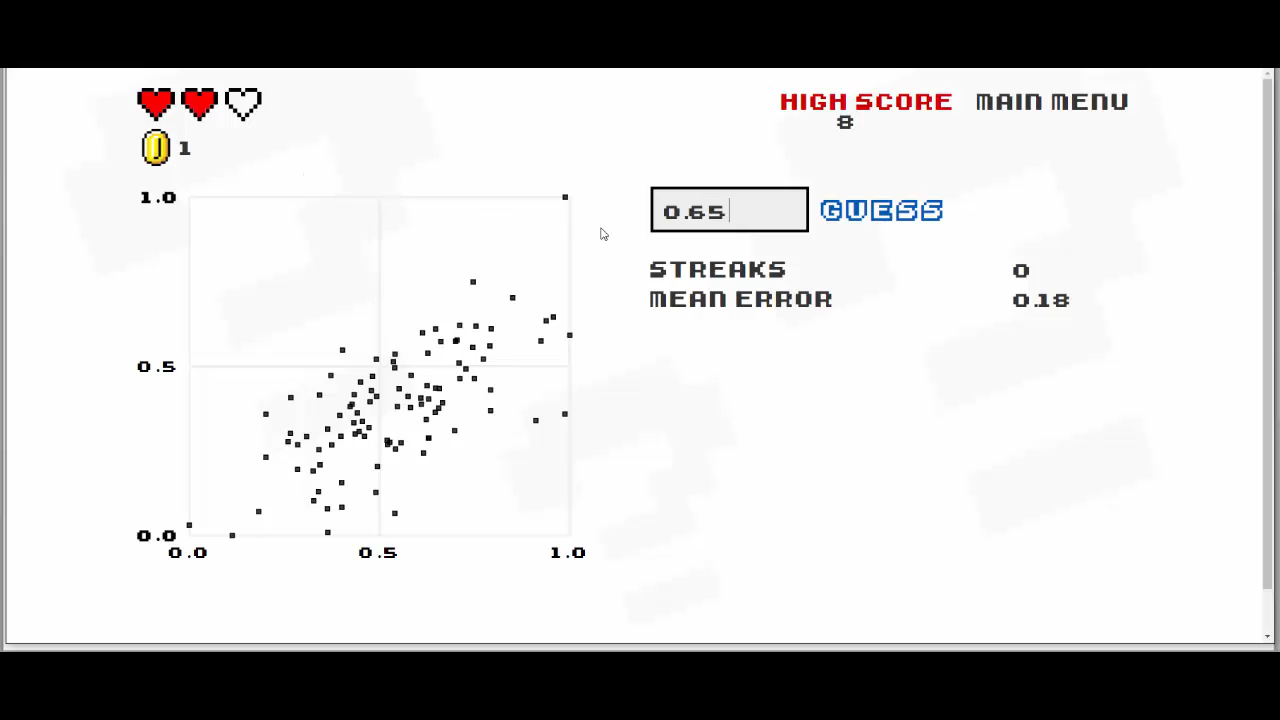 HIGH SCORE MAIN MENU
8
1
1.0
0.65 GUESS
STREAKS 0
MEAN ERROR 0.18
0.5
0.0
0.0 0.5 1.0